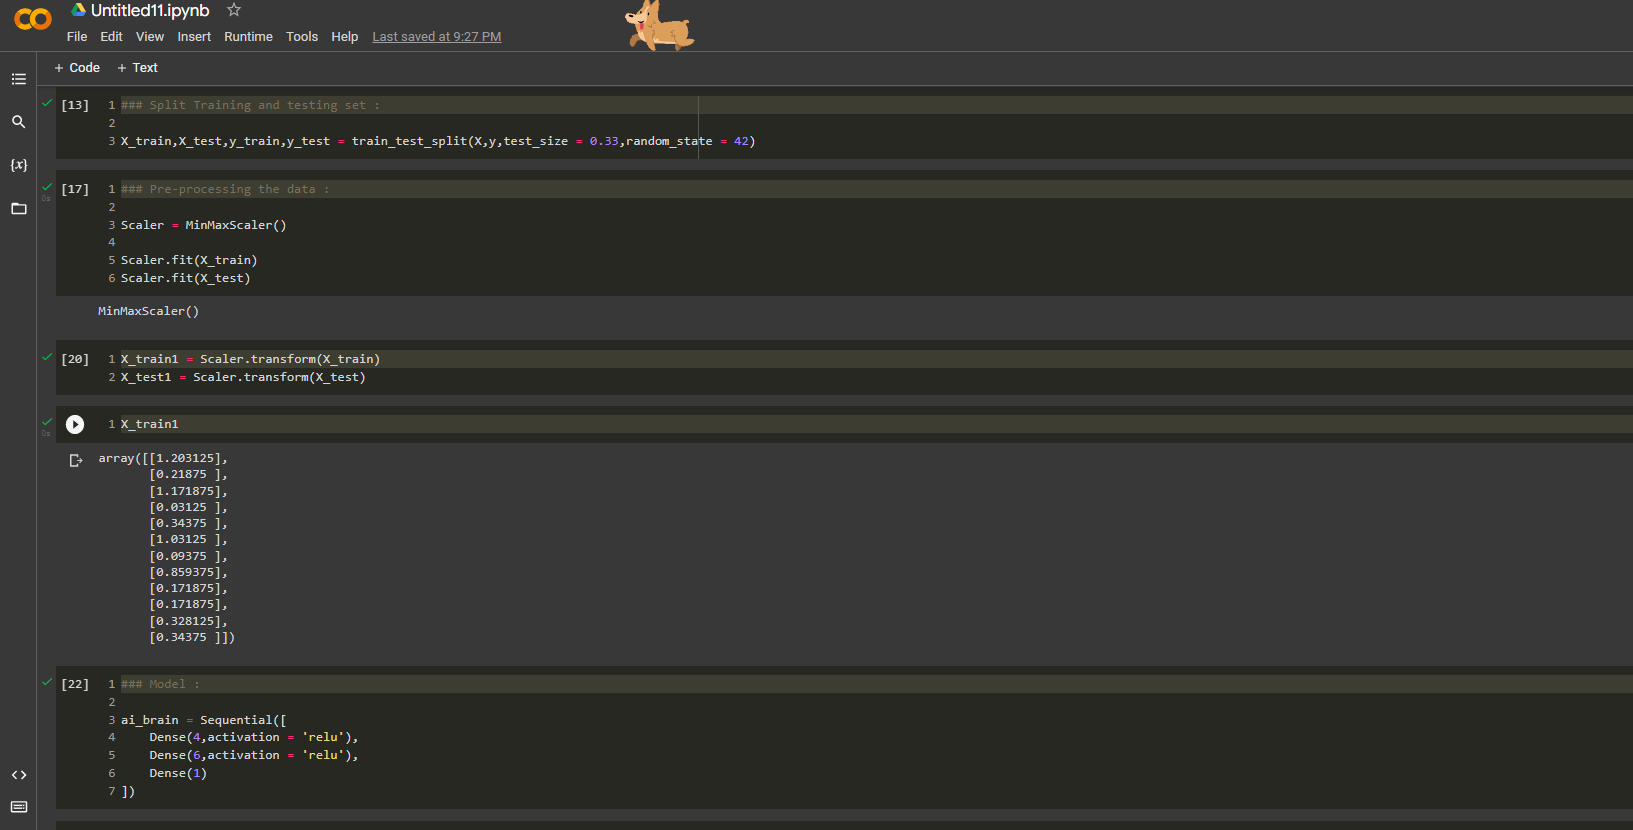 Untitled11.ipynb
File Edit View Insert Runtime Tools Help Last saved at 9:27 PM
+ Code + Text
[13] 1 ### Split Training and testing set :
2
3 X_train,X_test,y_train,y_test = train_test_split(X,y,test_size = 0.33,random_state = 42)
[17] 1 ### Pre-processing the data :
0s 2
3 Scaler = MinMaxScaler()
4
5 Scaler.fit(X_train)
6 Scaler.fit(X_test)
MinMaxScaler()
[20] 1 X_train1 = Scaler.transform(X_train)
2 X_test1 = Scaler.transform(X_test)
1 X_train1
0s
array([[1.203125],
[0.21875 ],
[1.171875],
[0.03125 ],
[0.34375 ],
[1.03125 ],
[0.09375 ],
[0.859375],
[0.171875],
[0.171875],
[0.328125],
[0.34375 ]])
[22] 1 ### Model :
2
3 ai_brain = Sequential([
4 Dense(4,activation = 'relu'),
5 Dense(6,activation = 'relu'),
6 Dense(1)
7 ])